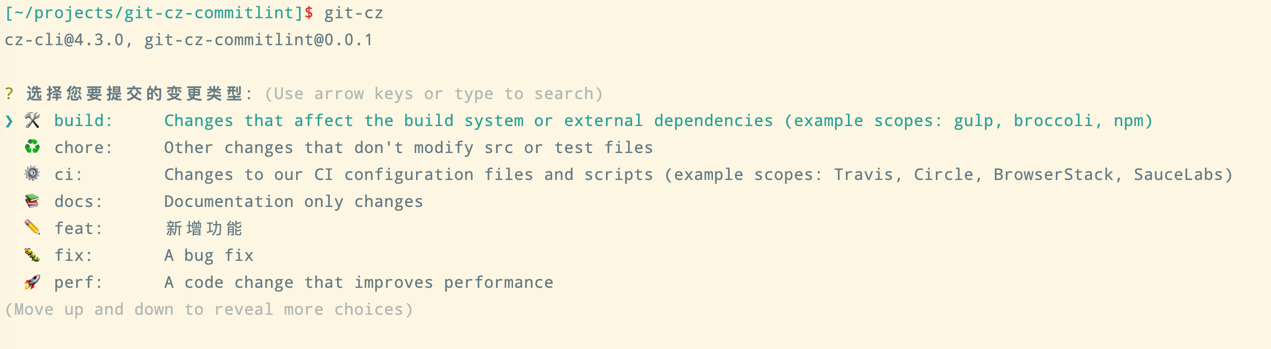 [~/projects/git-cz-commitlint]$ git-cz
cz-cli@4.3.0, git-cz-commitlint@0.0.1
? 选择您要提交的变更类型: (Use arrow keys or type to search)
❯ 🛠 build: Changes that affect the build system or external dependencies (example scopes: gulp, broccoli, npm)
♻️ chore: Other changes that don't modify src or test files
⚙️ ci: Changes to our CI configuration files and scripts (example scopes: Travis, Circle, BrowserStack, SauceLabs)
📚 docs: Documentation only changes
✏️ feat: 新增功能
🐛 fix: A bug fix
🚀 perf: A code change that improves performance
(Move up and down to reveal more choices)